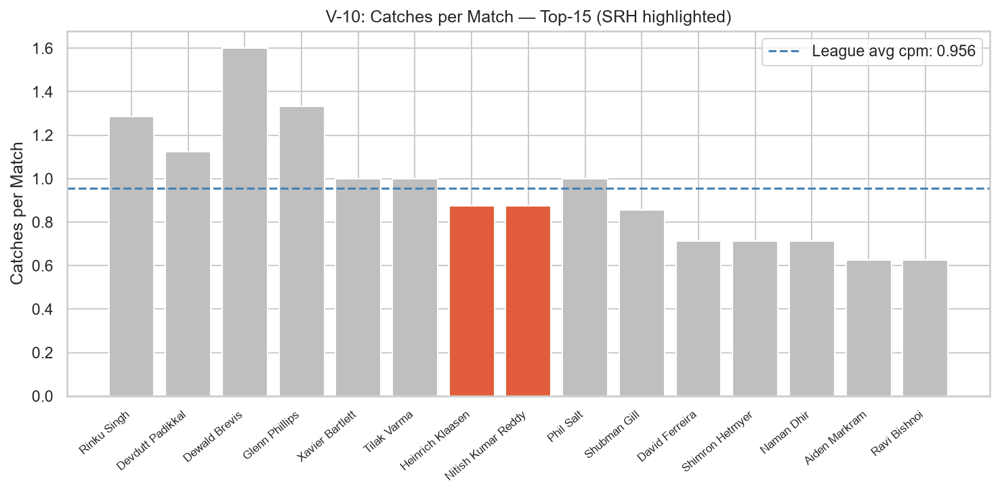 V-10: Catches per Match — Top-15 (SRH highlighted)
League avg cpm: 0.956
Catches per Match
1.6
1.4
1.2
1.0
0.8
0.6
0.4
0.2
0.0
Rinku Singh
Devdutt Padikkal
Dewald Brevis
Glenn Phillips
Xavier Bartlett
Tilak Varma
Heinrich Klaasen
Nitish Kumar Reddy
Phil Salt
Shubman Gill
David Ferreira
Shimron Hetmyer
Naman Dhir
Aiden Markram
Ravi Bishnoi